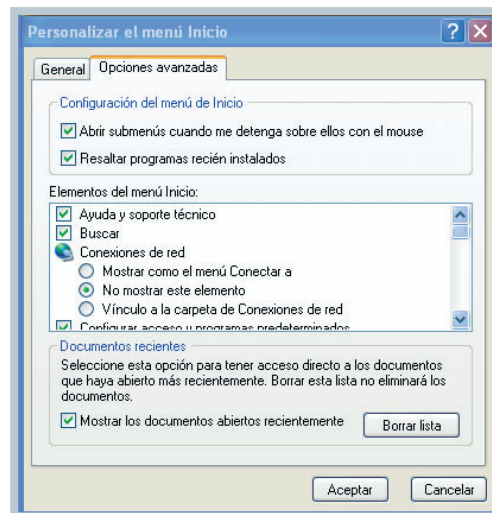 Personalizar el menú Inicio
General Opciones avanzadas
Configuración del menú de Inicio
Abrir submenús cuando me detenga sobre ellos con el mouse
Resaltar programas recién instalados
Elementos del menú Inicio:
Ayuda y soporte técnico
Buscar
Conexiones de red
Mostrar como el menú Conectar a
No mostrar este elemento
Vínculo a la carpeta de Conexiones de red
Configurar acceso y programas predeterminados
Documentos recientes
Seleccione esta opción para tener acceso directo a los documentos
que haya abierto más recientemente. Borrar esta lista no eliminará los
documentos.
Mostrar los documentos abiertos recientemente Borrar lista
Aceptar Cancelar